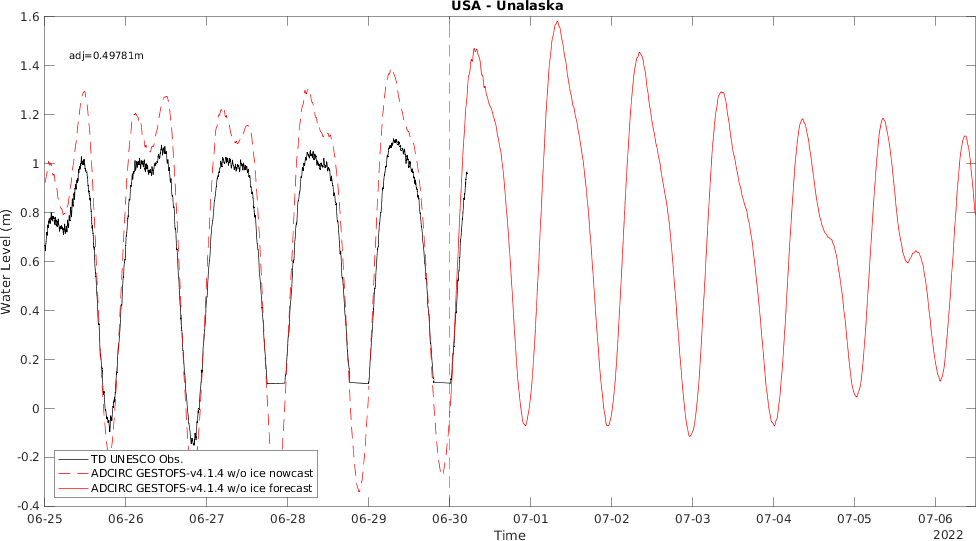 USA - Unalaska
adj=0.49781m
1.6
1.4
1.2
1
0.8
0.6
0.4
0.2
0
-0.2
-0.4
Water Level (m)
TD UNESCO Obs.
ADCIRC GESTOFS-v4.1.4 w/o ice nowcast
ADCIRC GESTOFS-v4.1.4 w/o ice forecast
06-25 06-26 06-27 06-28 06-29 06-30 07-01 07-02 07-03 07-04 07-05 07-06
Time
2022